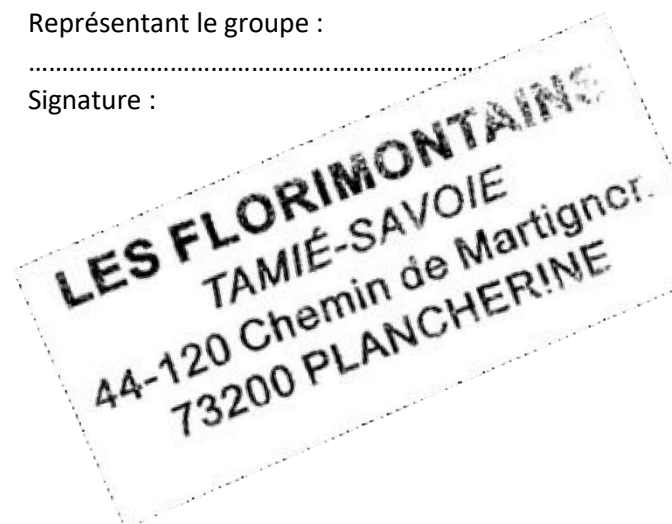 Représentant le groupe :
..................................................................
Signature :
LES FLORIMONTAINS
TAMIÉ-SAVOIE
44-120 Chemin de Martignon
73200 PLANCHERINE